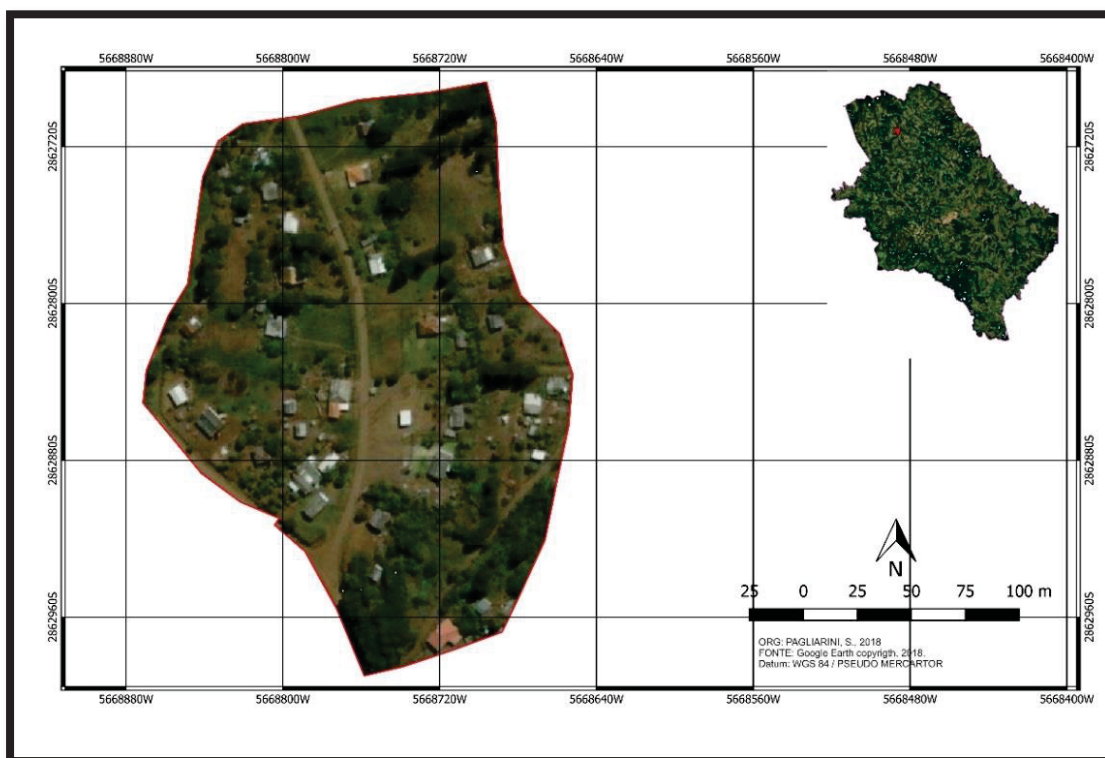 5668880W 5668800W 5668720W 5668640W 5668560W 5668480W 5668400W
2862720S 2862720S
2862800S 2862800S
2862880S 2862880S
N
25 0 25 50 75 100 m
2862960S 2862960S
ORG: PAGLIARINI, S., 2018
FONTE: Google Earth copyrigth, 2018.
Datum: WGS 84 / PSEUDO MERCARTOR
5668880W 5668800W 5668720W 5668640W 5668560W 5668480W 5668400W